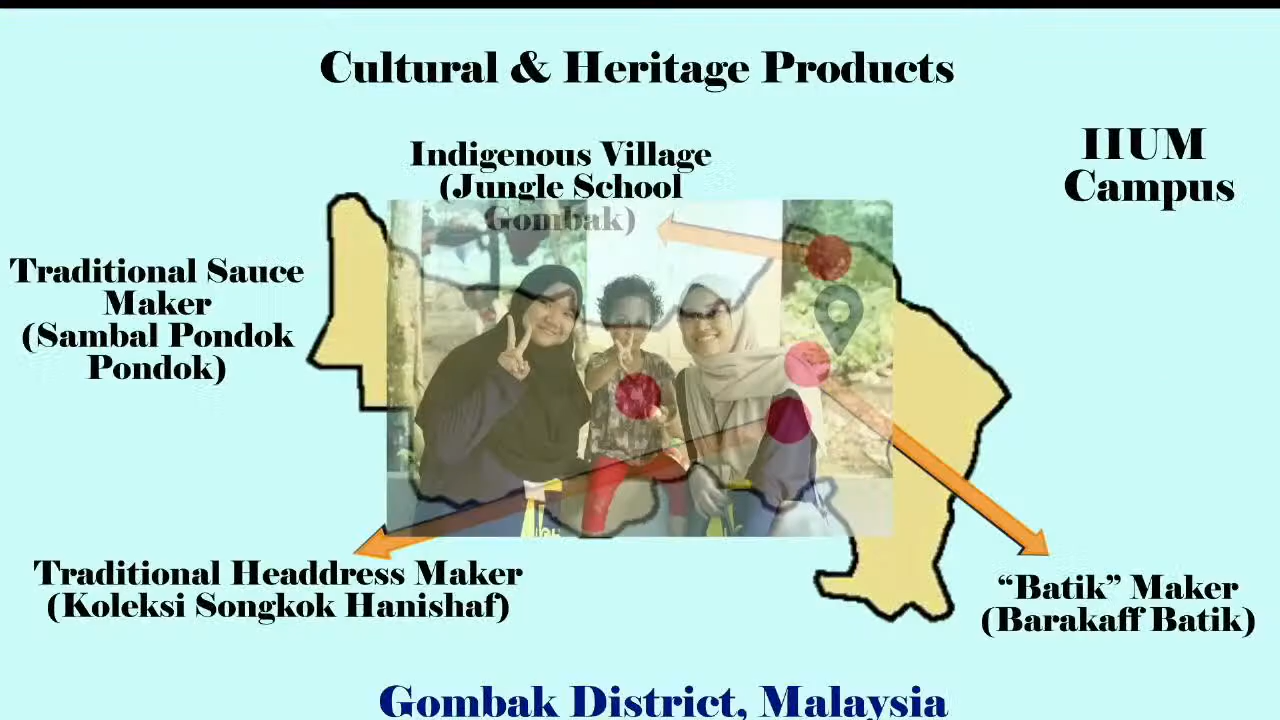 Cultural & Heritage Products
Indigenous Village
(Jungle School
Gombak)
IIUM
Campus
Traditional Sauce
Maker
(Sambal Pondok
Pondok)
Traditional Headdress Maker
(Koleksi Songkok Hanishaf)
“Batik” Maker
(Barakaff Batik)
Gombak District, Malaysia